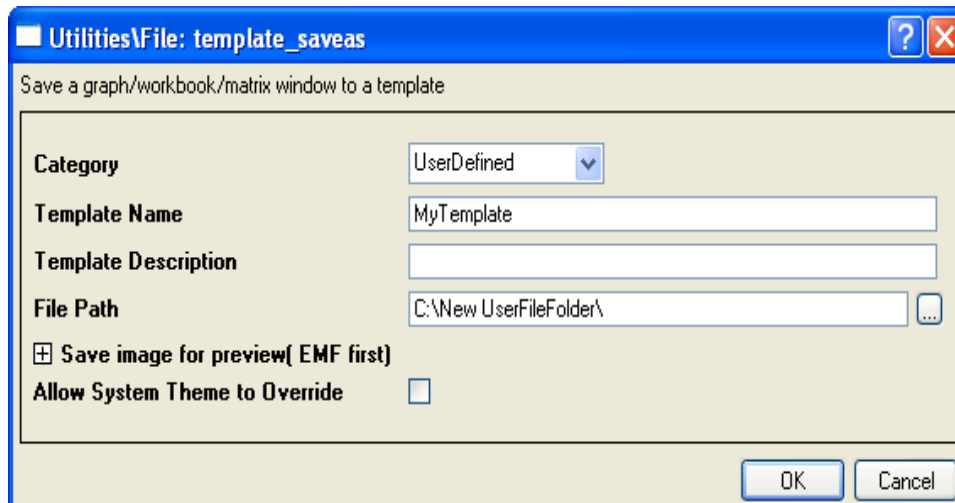 Utilities\File: template_saveas
Save a graph/workbook/matrix window to a template
Category UserDefined
Template Name MyTemplate
Template Description
File Path C:\New UserFileFolder\ ...
Save image for preview( EMF first)
Allow System Theme to Override
OK Cancel